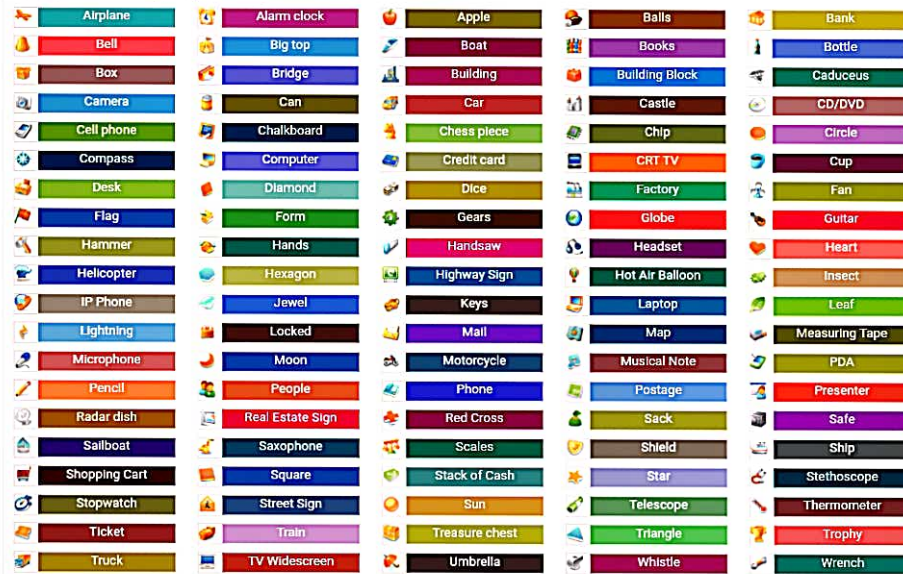 Airplane Alarm clock Apple Balls Bank
Bell Big top Boat Books Bottle
Box Bridge Building Building Block Caduceus
Camera Can Car Castle CD/DVD
Cell phone Chalkboard Chess piece Chip Circle
Compass Computer Credit card CRT TV Cup
Desk Diamond Dice Factory Fan
Flag Form Gears Globe Guitar
Hammer Hands Handsaw Headset Heart
Helicopter Hexagon Highway Sign Hot Air Balloon Insect
IP Phone Jewel Keys Laptop Leaf
Lightning Locked Mail Map Measuring Tape
Microphone Moon Motorcycle Musical Note PDA
Pencil People Phone Postage Presenter
Radar dish Real Estate Sign Red Cross Sack Safe
Sailboat Saxophone Scales Shield Ship
Shopping Cart Square Stack of Cash Star Stethoscope
Stopwatch Street Sign Sun Telescope Thermometer
Ticket Train Treasure chest Triangle Trophy
Truck TV Widescreen Umbrella Whistle Wrench